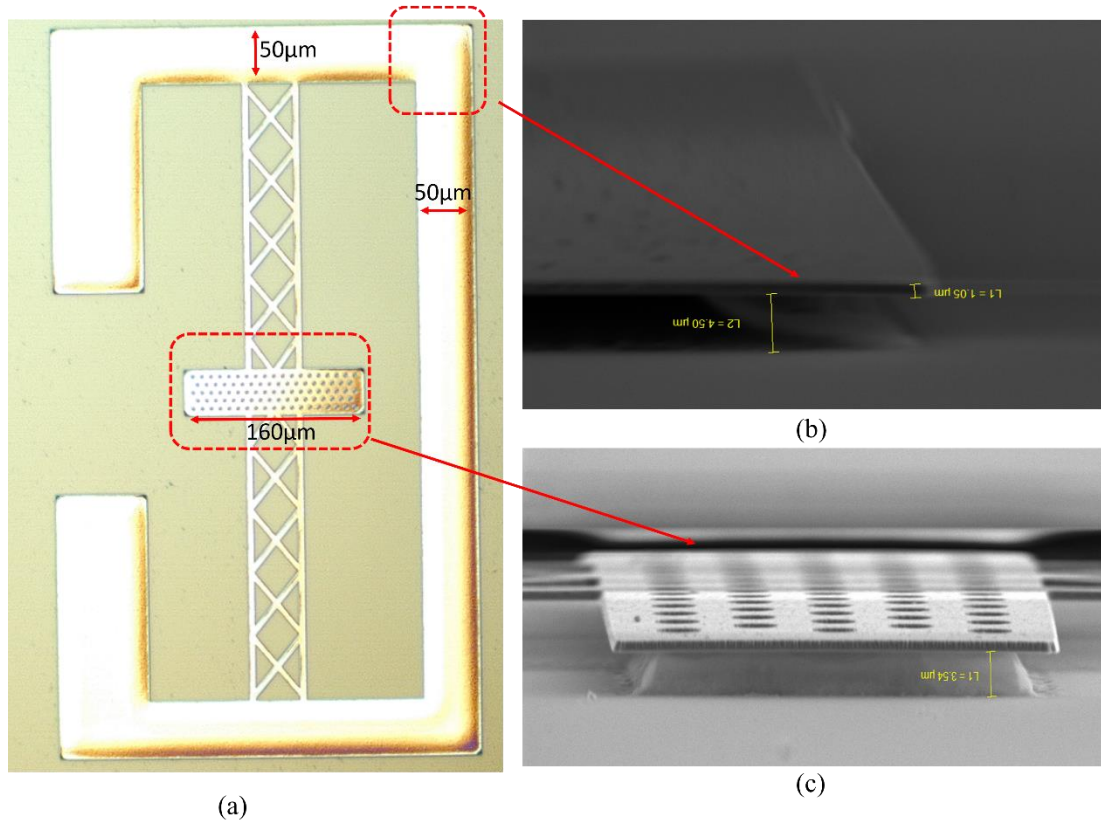 50µm
50µm
160µm
(a)
L1 = 1.05 µm
L2 = 4.50 µm
(b)
L1 = 3.54 µm
(c)